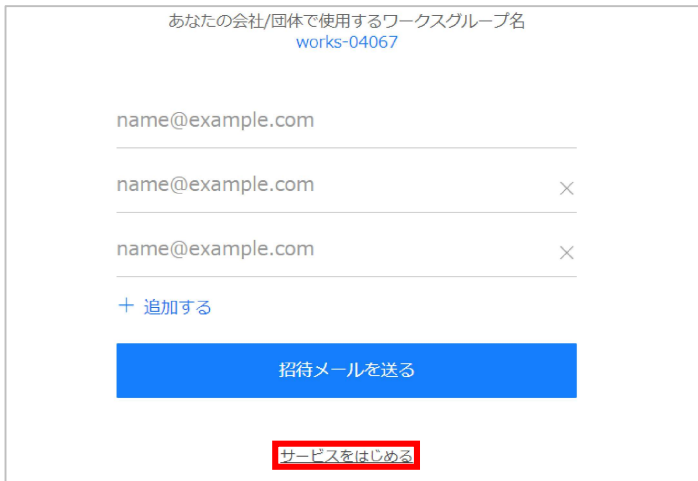 あなたの会社/団体で使用するワークスグループ名
works-04067
name@example.com
name@example.com
name@example.com
+ 追加する
招待メールを送る
サービスをはじめる